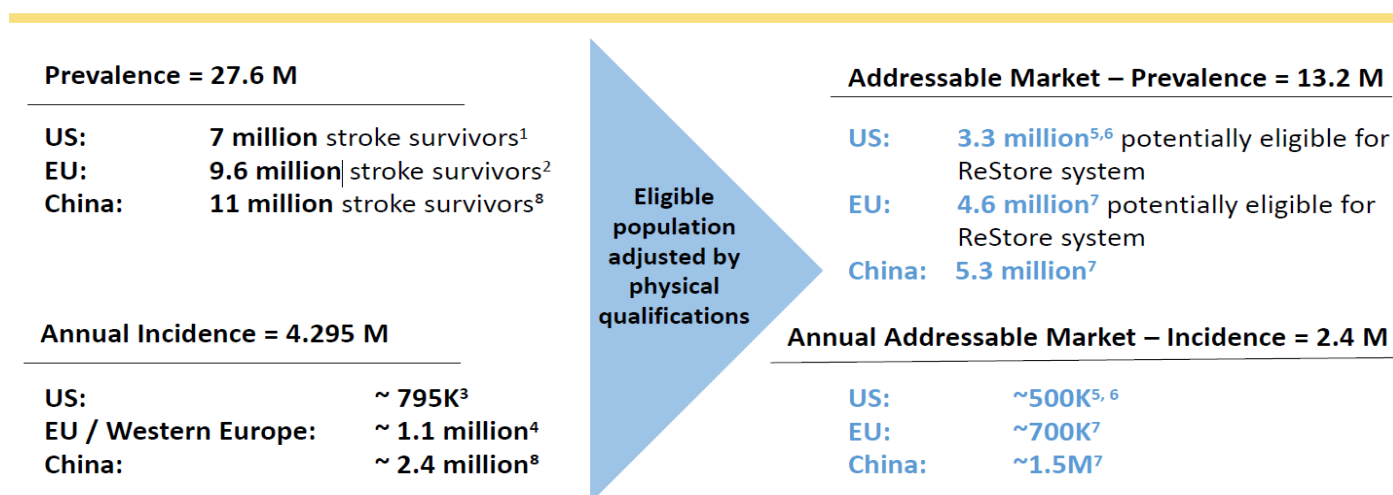 Prevalence = 27.6 M
US: 7 million stroke survivors¹
EU: 9.6 million stroke survivors²
China: 11 million stroke survivors⁸
Annual Incidence = 4.295 M
US: ~ 795K³
EU / Western Europe: ~ 1.1 million⁴
China: ~ 2.4 million⁸
Eligible
population
adjusted by
physical
qualifications
Addressable Market – Prevalence = 13.2 M
US: 3.3 million⁵,⁶ potentially eligible for
ReStore system
EU: 4.6 million⁷ potentially eligible for
ReStore system
China: 5.3 million⁷
Annual Addressable Market – Incidence = 2.4 M
US: ~500K⁵, ⁶
EU: ~700K⁷
China: ~1.5M⁷